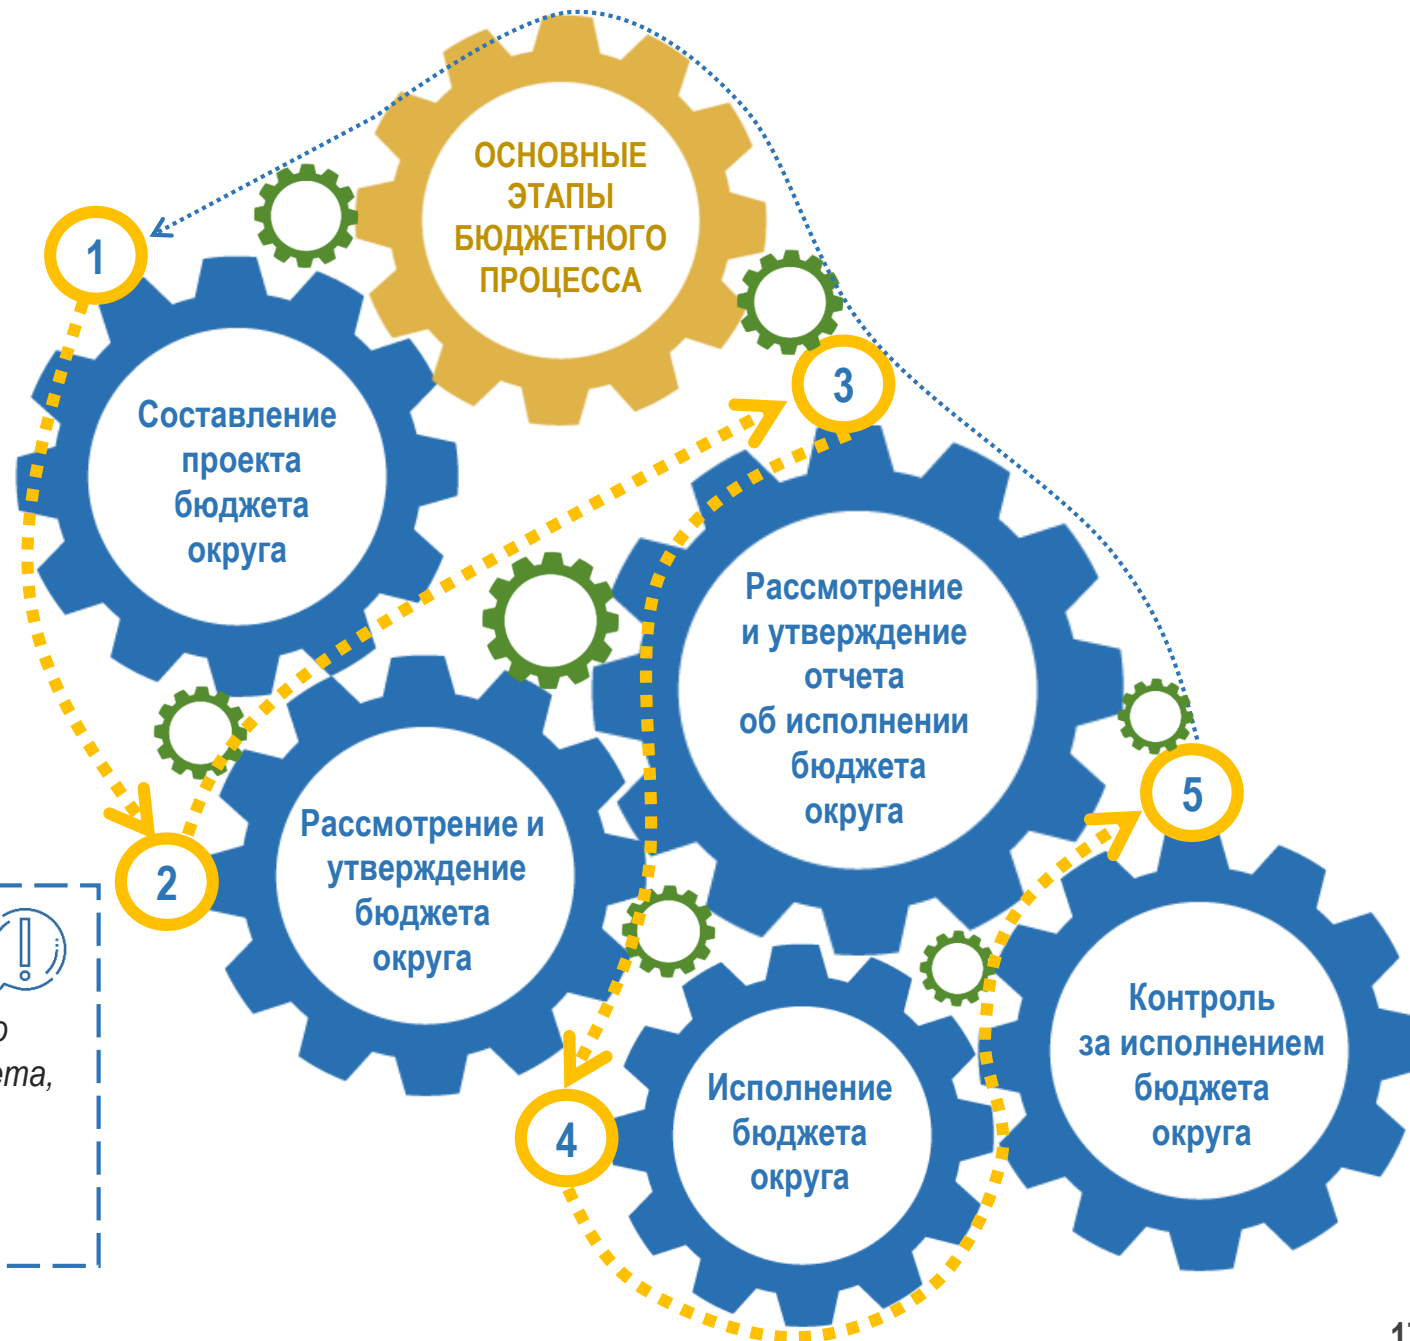 ОСНОВНЫЕ
ЭТАПЫ
БЮДЖЕТНОГО
ПРОЦЕССА
1
Составление
проекта
бюджета
округа
2
Рассмотрение и
утверждение
бюджета
округа
3
Рассмотрение
и утверждение
отчета
об исполнении
бюджета
округа
4
Исполнение
бюджета
округа
5
Контроль
за исполнением
бюджета
округа